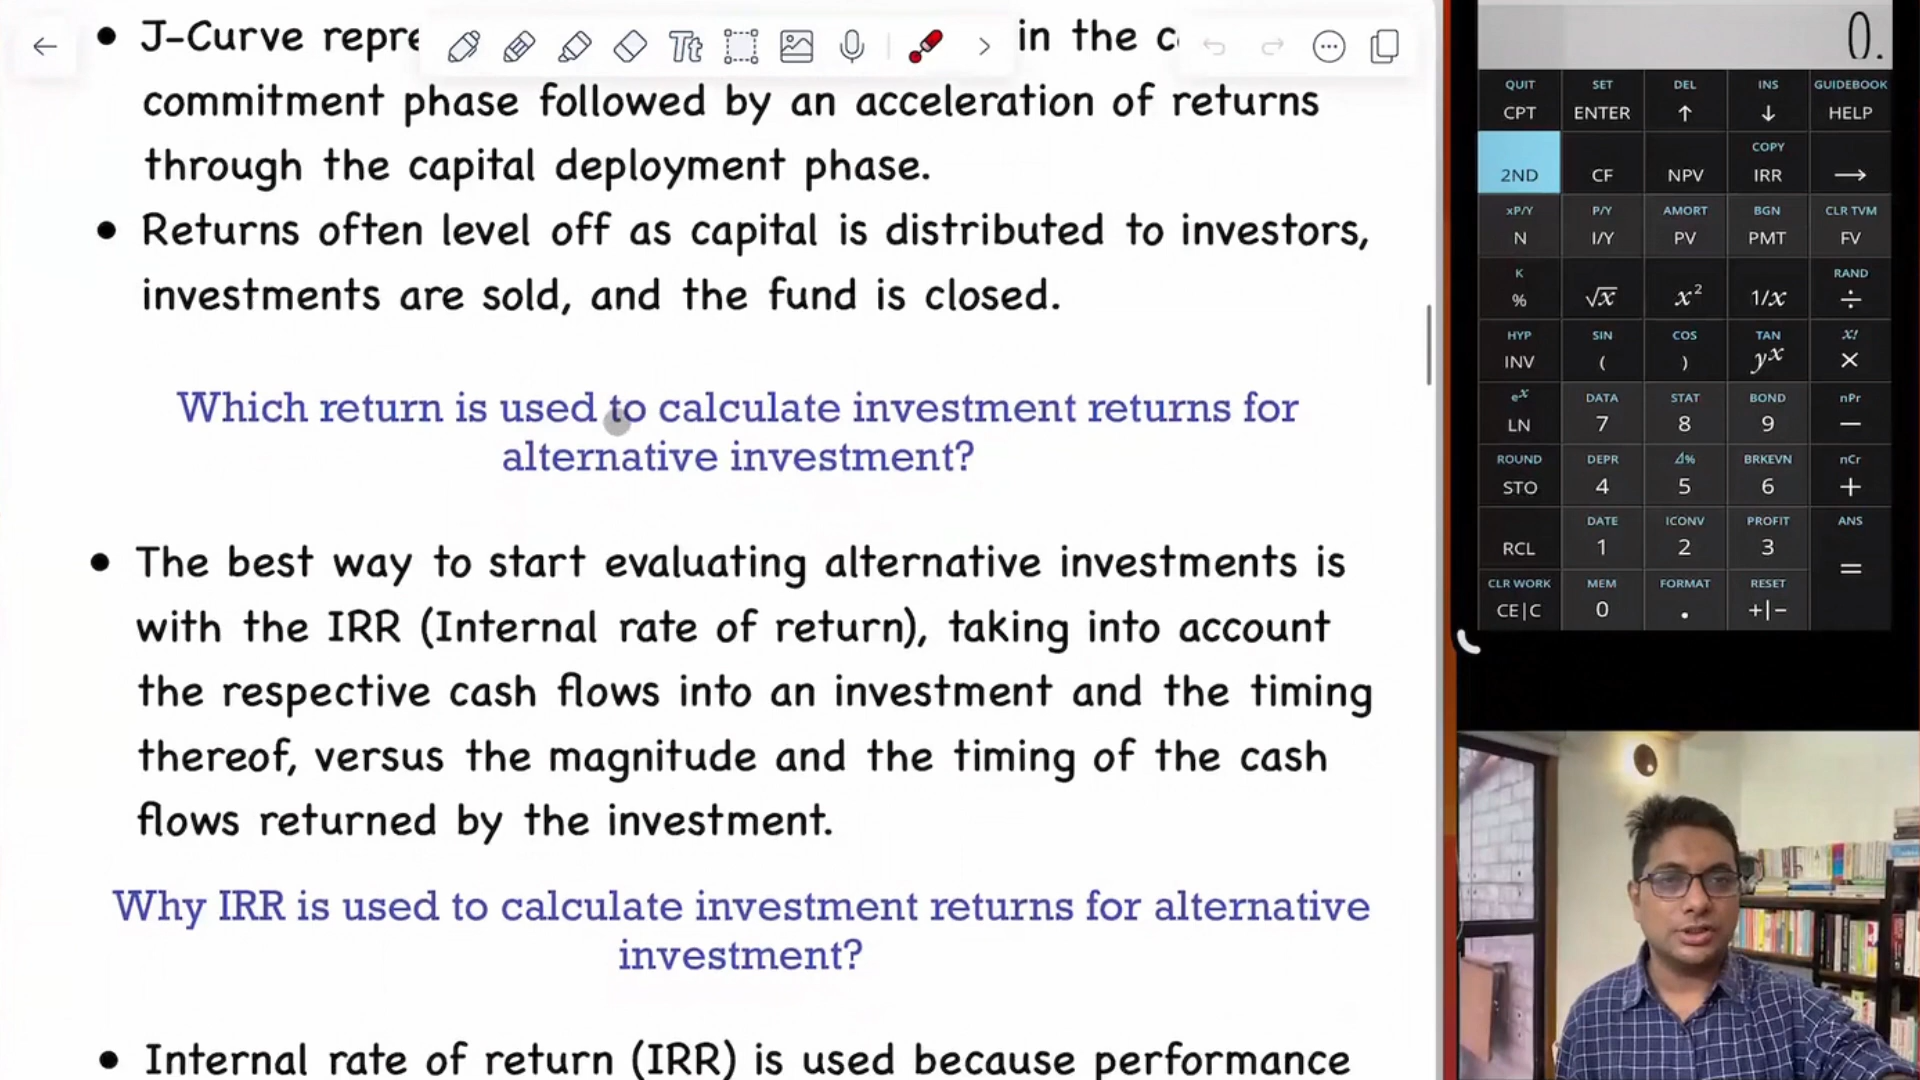 J-Curve in the
commitment phase followed by an acceleration of returns
through the capital deployment phase.
Returns often level off as capital is distributed to investors,
investments are sold, and the fund is closed.
Which return is used to calculate investment returns for
alternative investment?
The best way to start evaluating alternative investments is
with the IRR (Internal rate of return), taking into account
the respective cash flows into an investment and the timing
thereof, versus the magnitude and the timing of the cash
flows returned by the investment.
Why IRR is used to calculate investment returns for alternative
investment?
Internal rate of return (IRR) is used because performance
Tt
0.
QUIT SET DEL INS GUIDEBOOK
CPT ENTER ↑ ↓ HELP
COPY
2ND CF NPV IRR →
xP/Y P/Y AMORT BGN CLR TVM
N I/Y PV PMT FV
K RAND
% √x x² 1/x ÷
HYP SIN COS TAN x!
INV ( ) yˣ ×
eˣ DATA STAT BOND nPr
LN 7 8 9 −
ROUND DEPR Δ% BRKEVN nCr
STO 4 5 6 +
DATE ICONV PROFIT ANS
RCL 1 2 3 =
CLR WORK MEM FORMAT RESET
CE|C 0 . +|−